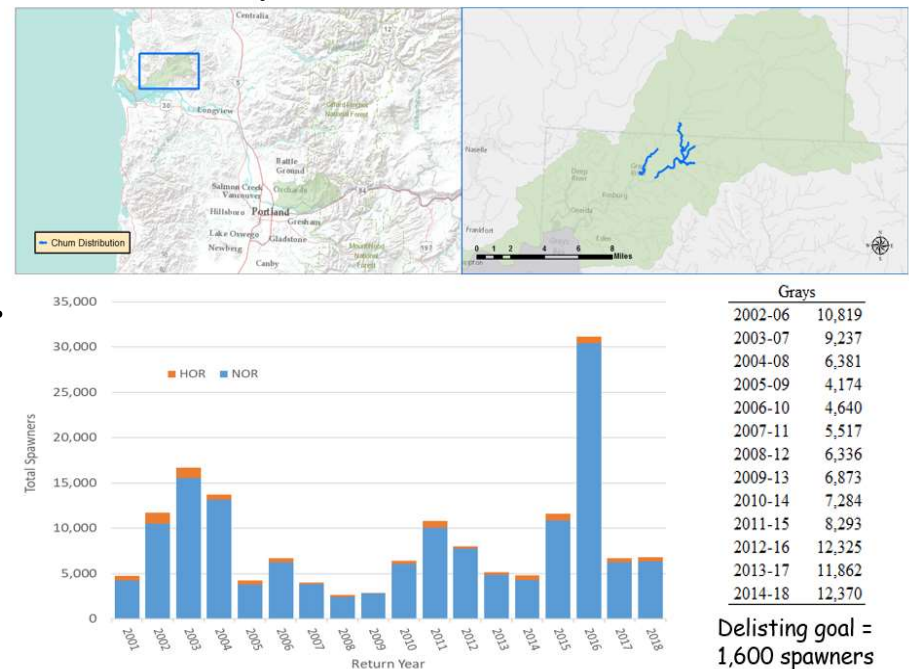 Centralia
12
5
30
Longview
Gifford Pinchot
National Forest
Battle
Ground
Salmon Creek
Vancouver
Orchards
84
Hillsboro Portland
Gresham
Lake Oswego
Gladstone
Newberg
Mount Hood
National
Forest
197
Canby
Chum Distribution
Naselle
Deep
River
Rosburg
Frankfort
Eden
Grays
0 1 2 4 6 8
Miles
35,000
30,000
25,000
20,000
15,000
10,000
5,000
0
Total Spawners
HOR NOR
2001 2002 2003 2004 2005 2006 2007 2008 2009 2010 2011 2012 2013 2014 2015 2016 2017 2018
Return Year
Grays
2002-06 10,819
2003-07 9,237
2004-08 6,381
2005-09 4,174
2006-10 4,640
2007-11 5,517
2008-12 6,336
2009-13 6,873
2010-14 7,284
2011-15 8,293
2012-16 12,325
2013-17 11,862
2014-18 12,370
Delisting goal =
1,600 spawners